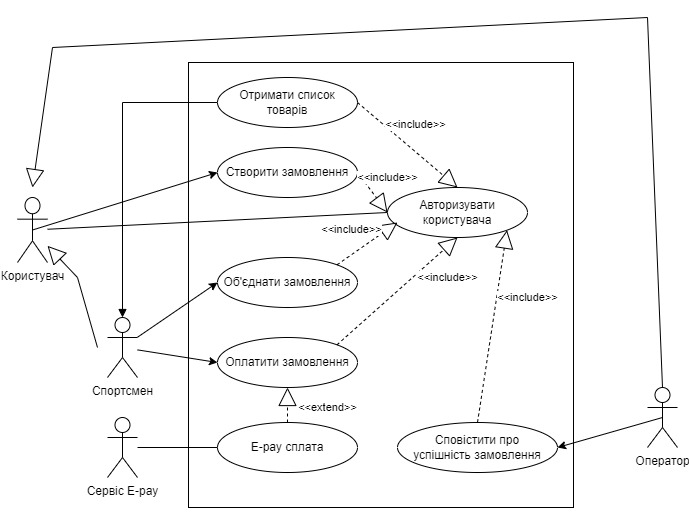 Отримати список
товарів
<<include>>
Створити замовлення
<<include>>
Авторизувати
користувача
<<include>>
Користувач
Об'єднати замовлення
<<include>>
<<include>>
Оплатити замовлення
Спортсмен
<<extend>>
E-pay сплата
Сповістити про
успішність замовлення
Оператор
Сервіс E-pay